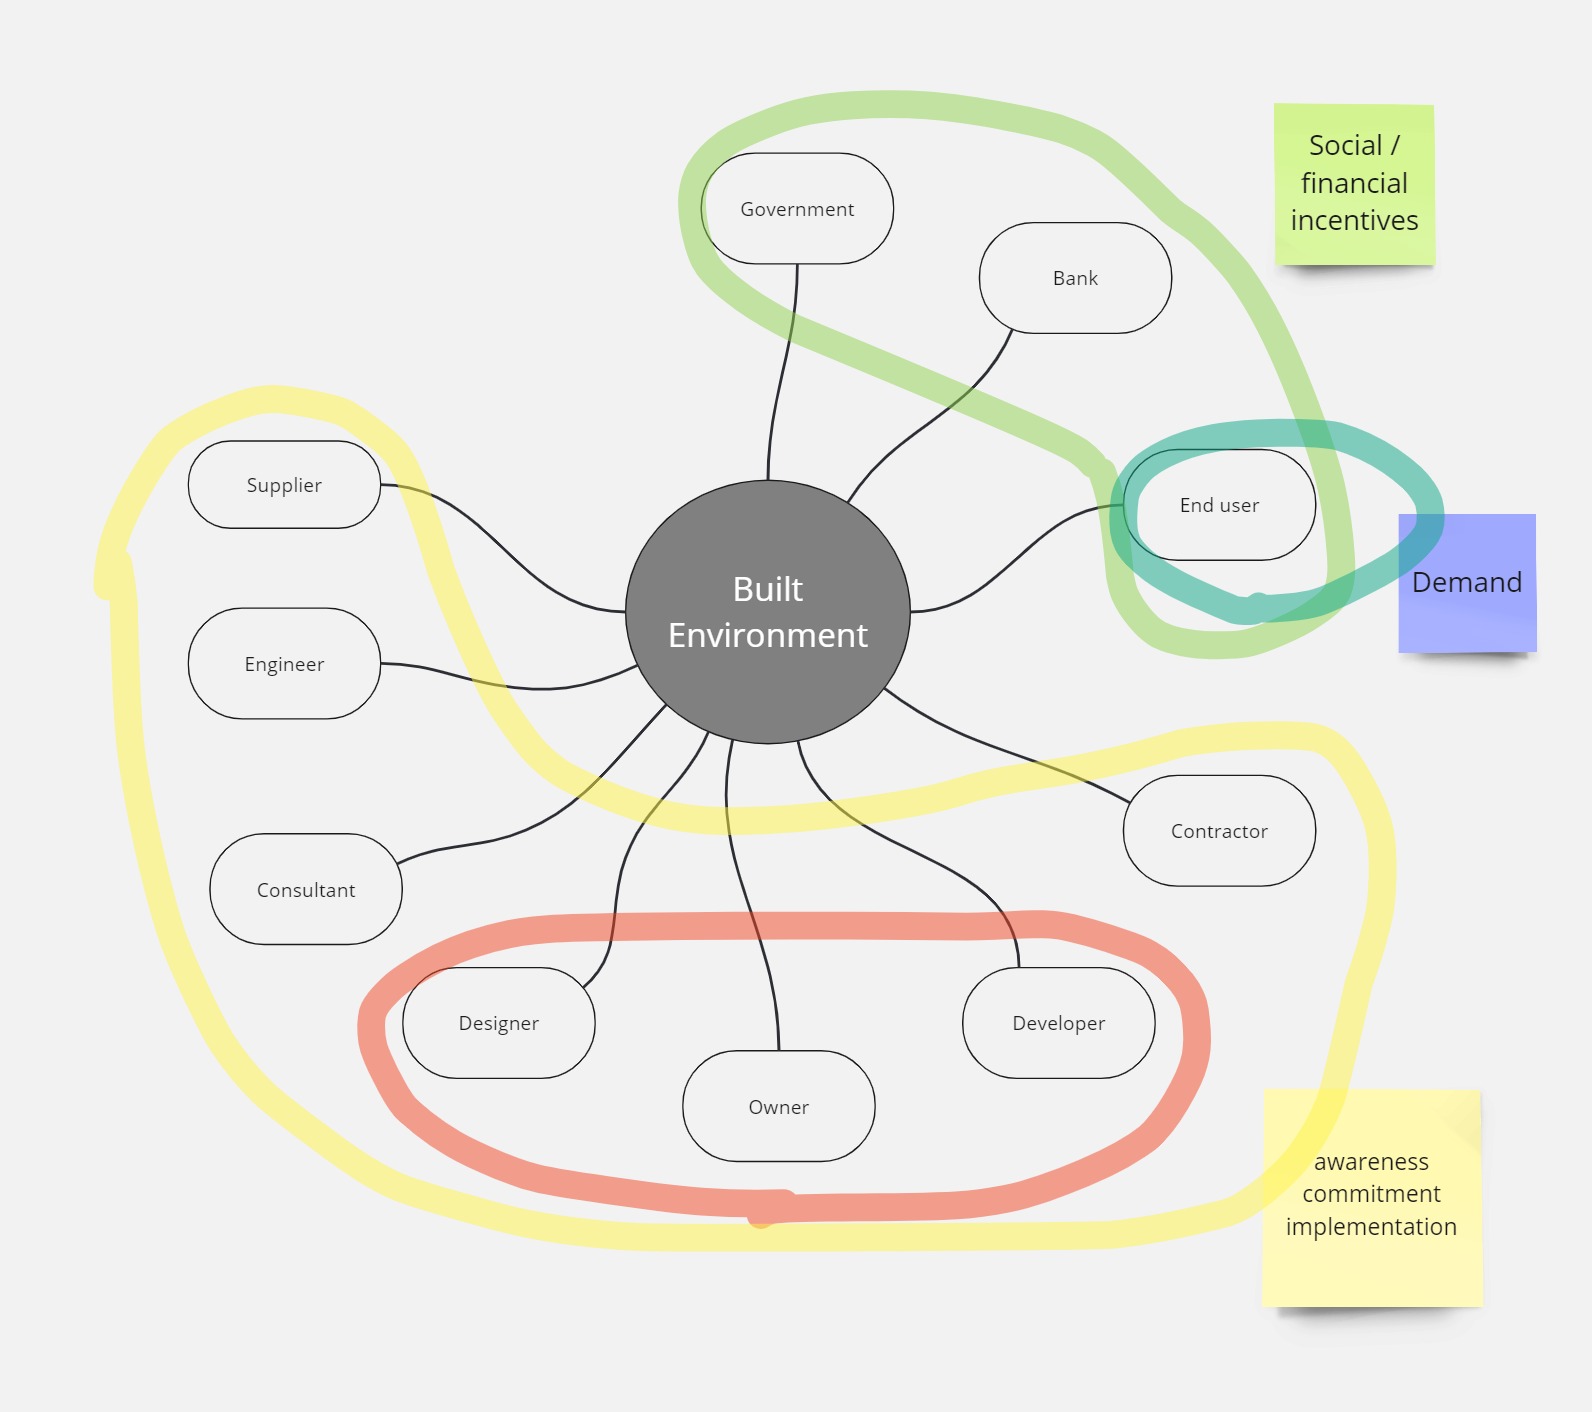 Social /
financial
incentives
Government
Bank
Supplier
End user
Demand
Built
Environment
Engineer
Contractor
Consultant
Designer
Developer
Owner
awareness
commitment
implementation